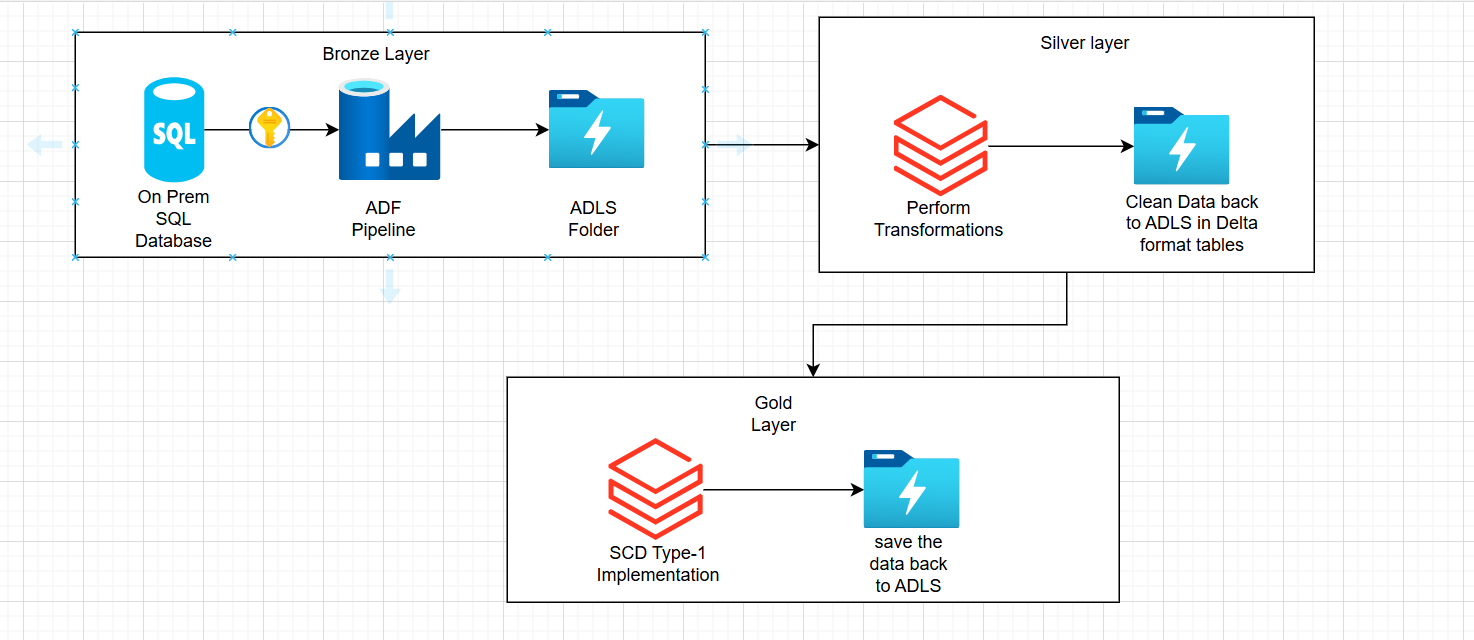 Bronze Layer
SQL
On Prem
SQL
Database
ADF
Pipeline
ADLS
Folder
Silver layer
Perform
Transformations
Clean Data back
to ADLS in Delta
format tables
Gold
Layer
SCD Type-1
Implementation
save the
data back
to ADLS